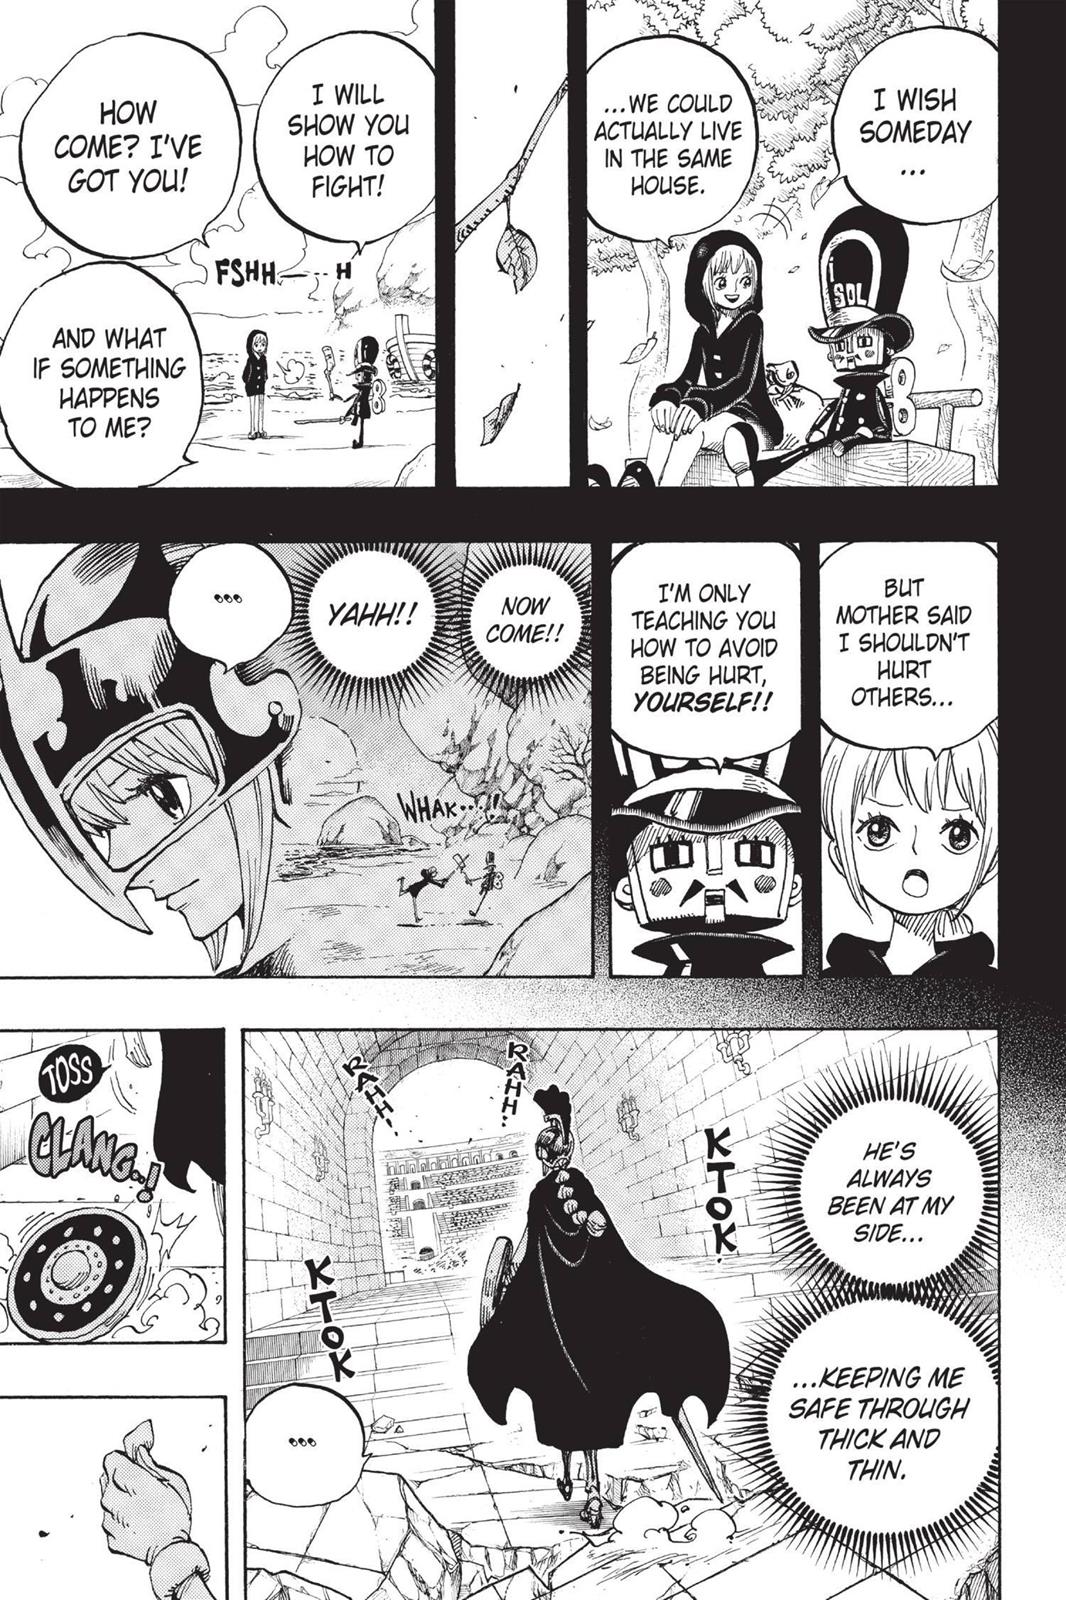 I WISH
SOMEDAY
...
...WE COULD
ACTUALLY LIVE
IN THE SAME
HOUSE.
SOL
I WILL
SHOW YOU
HOW TO
FIGHT!
HOW
COME? I'VE
GOT YOU!
FSHH
H
AND WHAT
IF SOMETHING
HAPPENS
TO ME?
BUT
MOTHER SAID
I SHOULDN'T
HURT
OTHERS...
I'M ONLY
TEACHING YOU
HOW TO AVOID
BEING HURT,
YOURSELF!!
NOW
COME!!
YAHH!!
...
WHAK...!!
HE'S
ALWAYS
BEEN AT MY
SIDE...
...KEEPING ME
SAFE THROUGH
THICK AND
THIN.
RAHH
RAHH
KTOK
KTOK
...
TOSS
CLANG..!